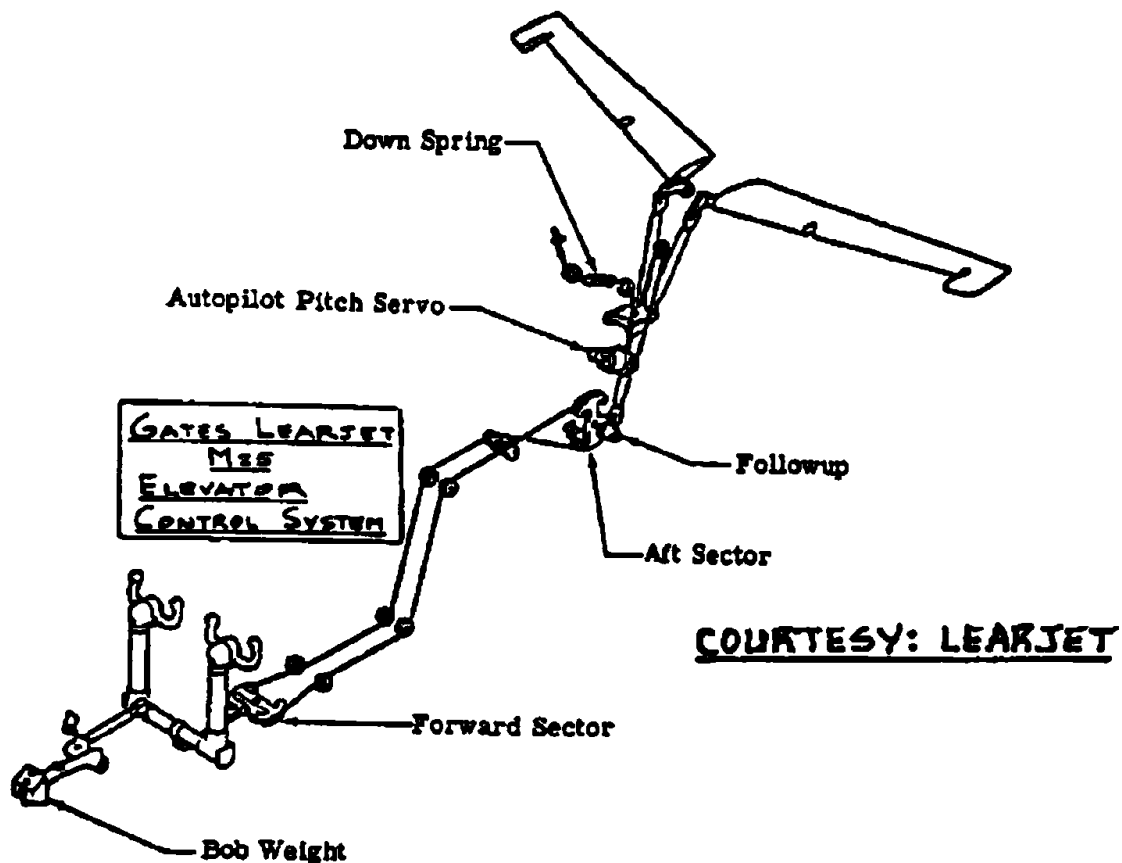 Down Spring
Autopilot Pitch Servo
GATES LEARJET
M25
ELEVATOR
CONTROL SYSTEM
Followup
Aft Sector
COURTESY: LEARJET
Forward Sector
Bob Weight